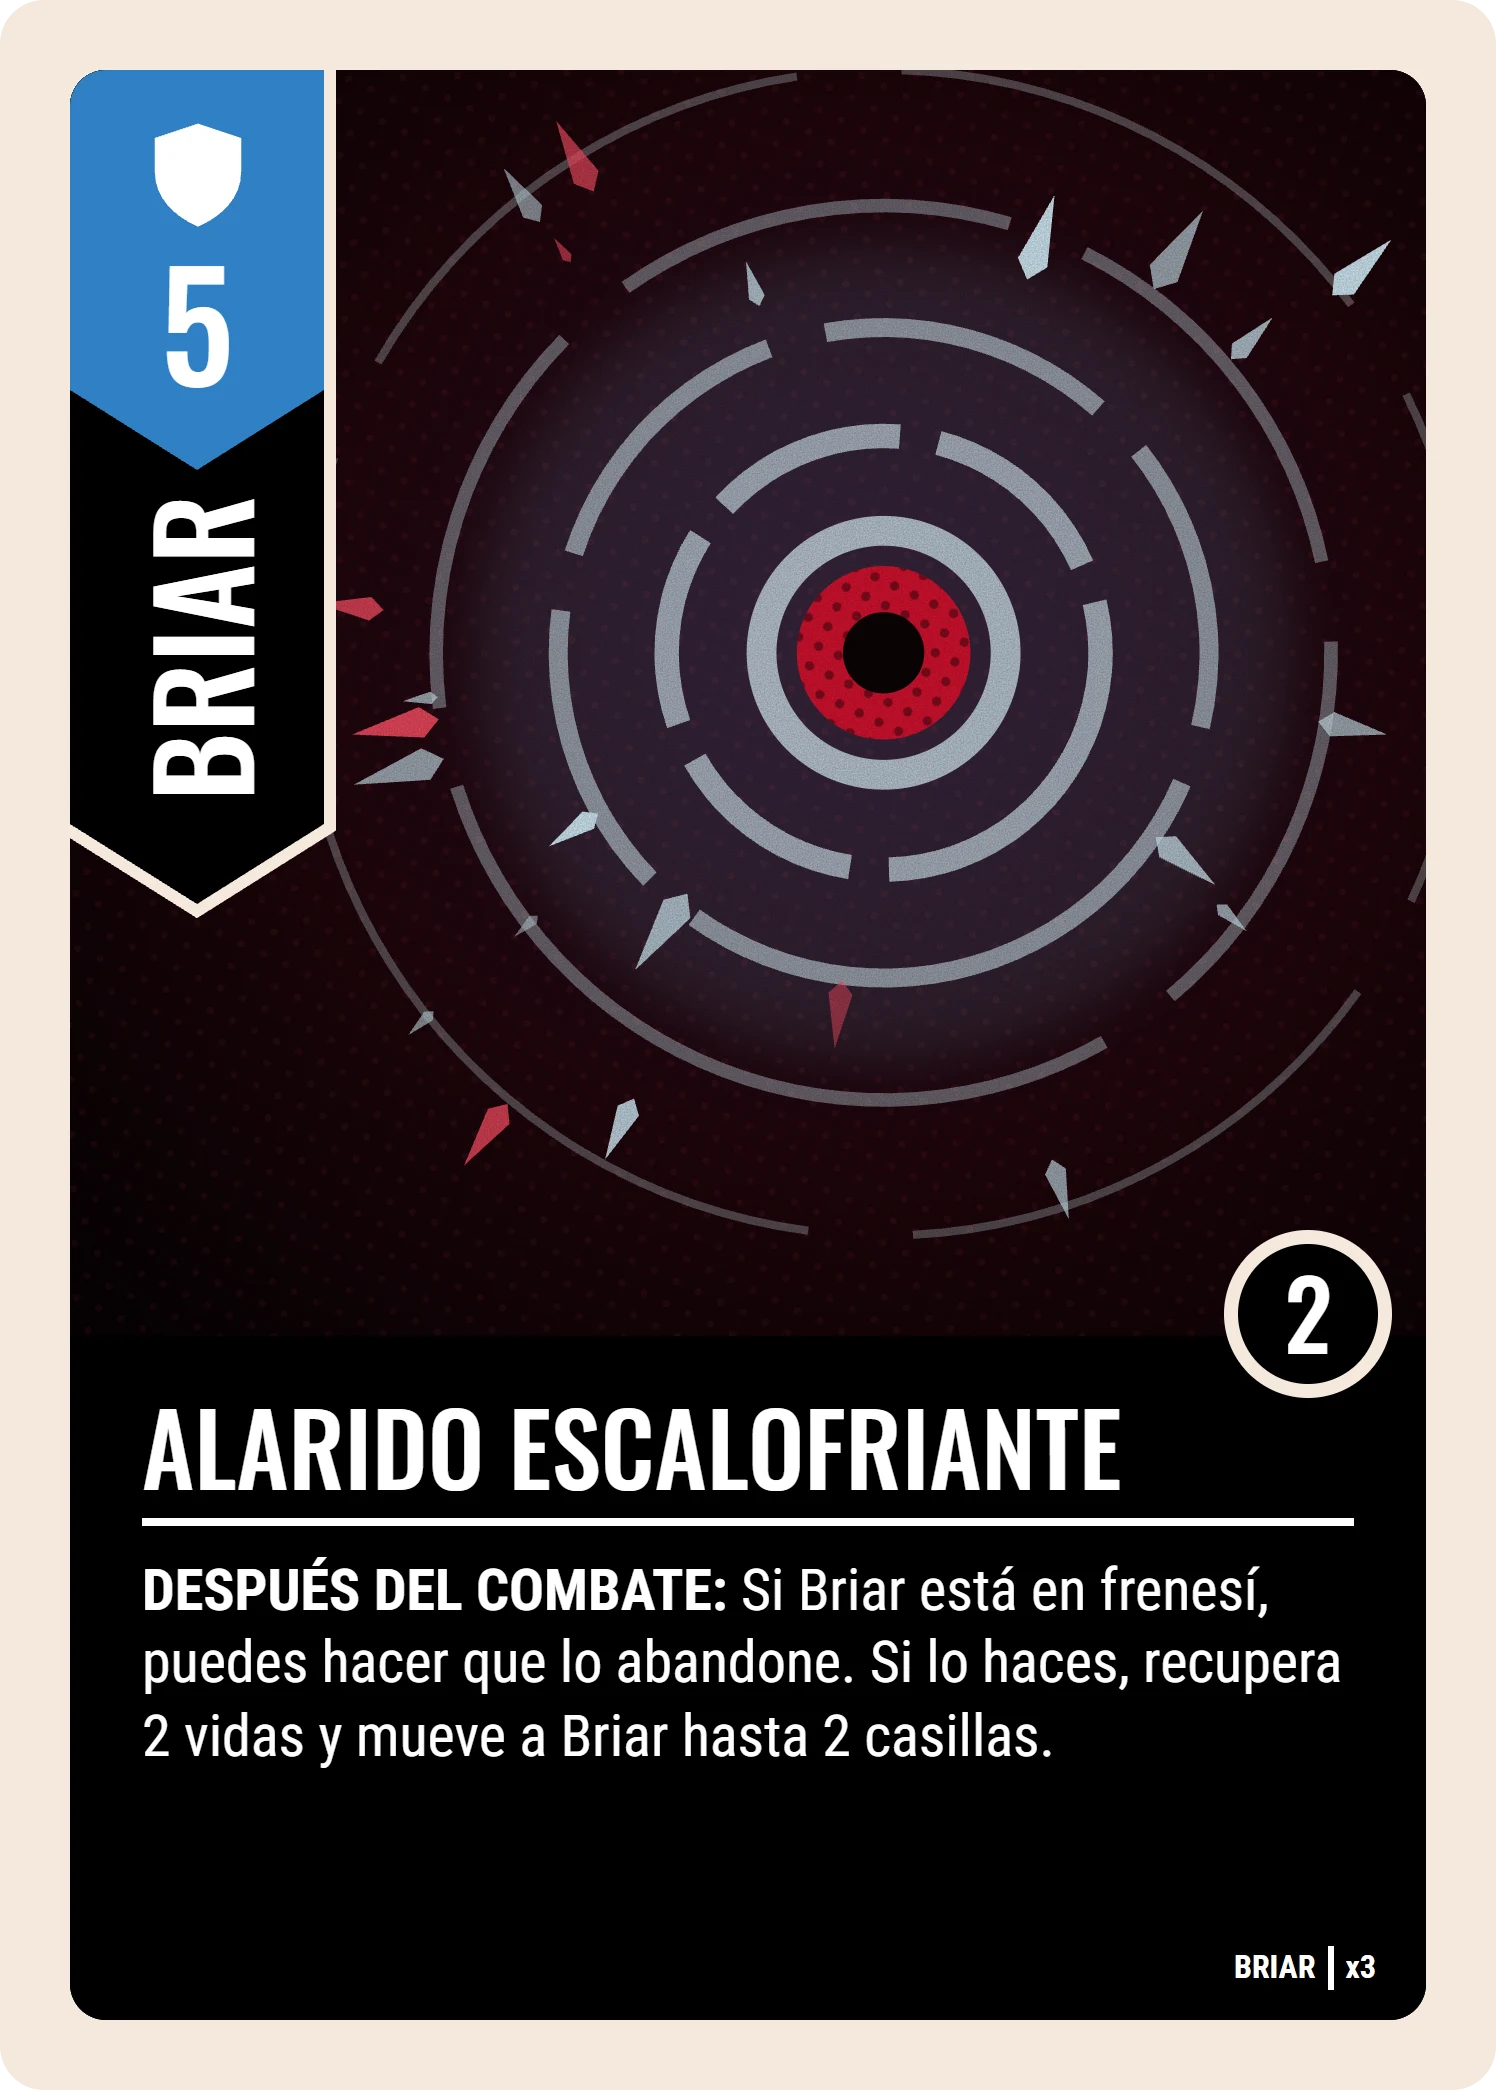 5
BRIAR
2
ALARIDO ESCALOFRIANTE
DESPUÉS DEL COMBATE: Si Briar está en frenesí,
puedes hacer que lo abandone. Si lo haces, recupera
2 vidas y mueve a Briar hasta 2 casillas.
BRIAR | x3